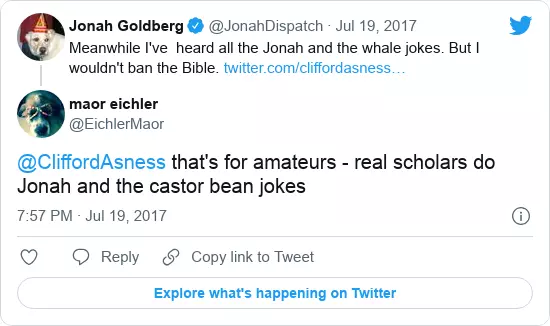 Jonah Goldberg @JonahDispatch · Jul 19, 2017
Meanwhile I've  heard all the Jonah and the whale jokes. But I
wouldn't ban the Bible. twitter.com/cliffordasness…
maor eichler
@EichlerMaor
@CliffordAsness that's for amateurs - real scholars do
Jonah and the castor bean jokes
7:57 PM · Jul 19, 2017
Reply
Copy link to Tweet
Explore what's happening on Twitter